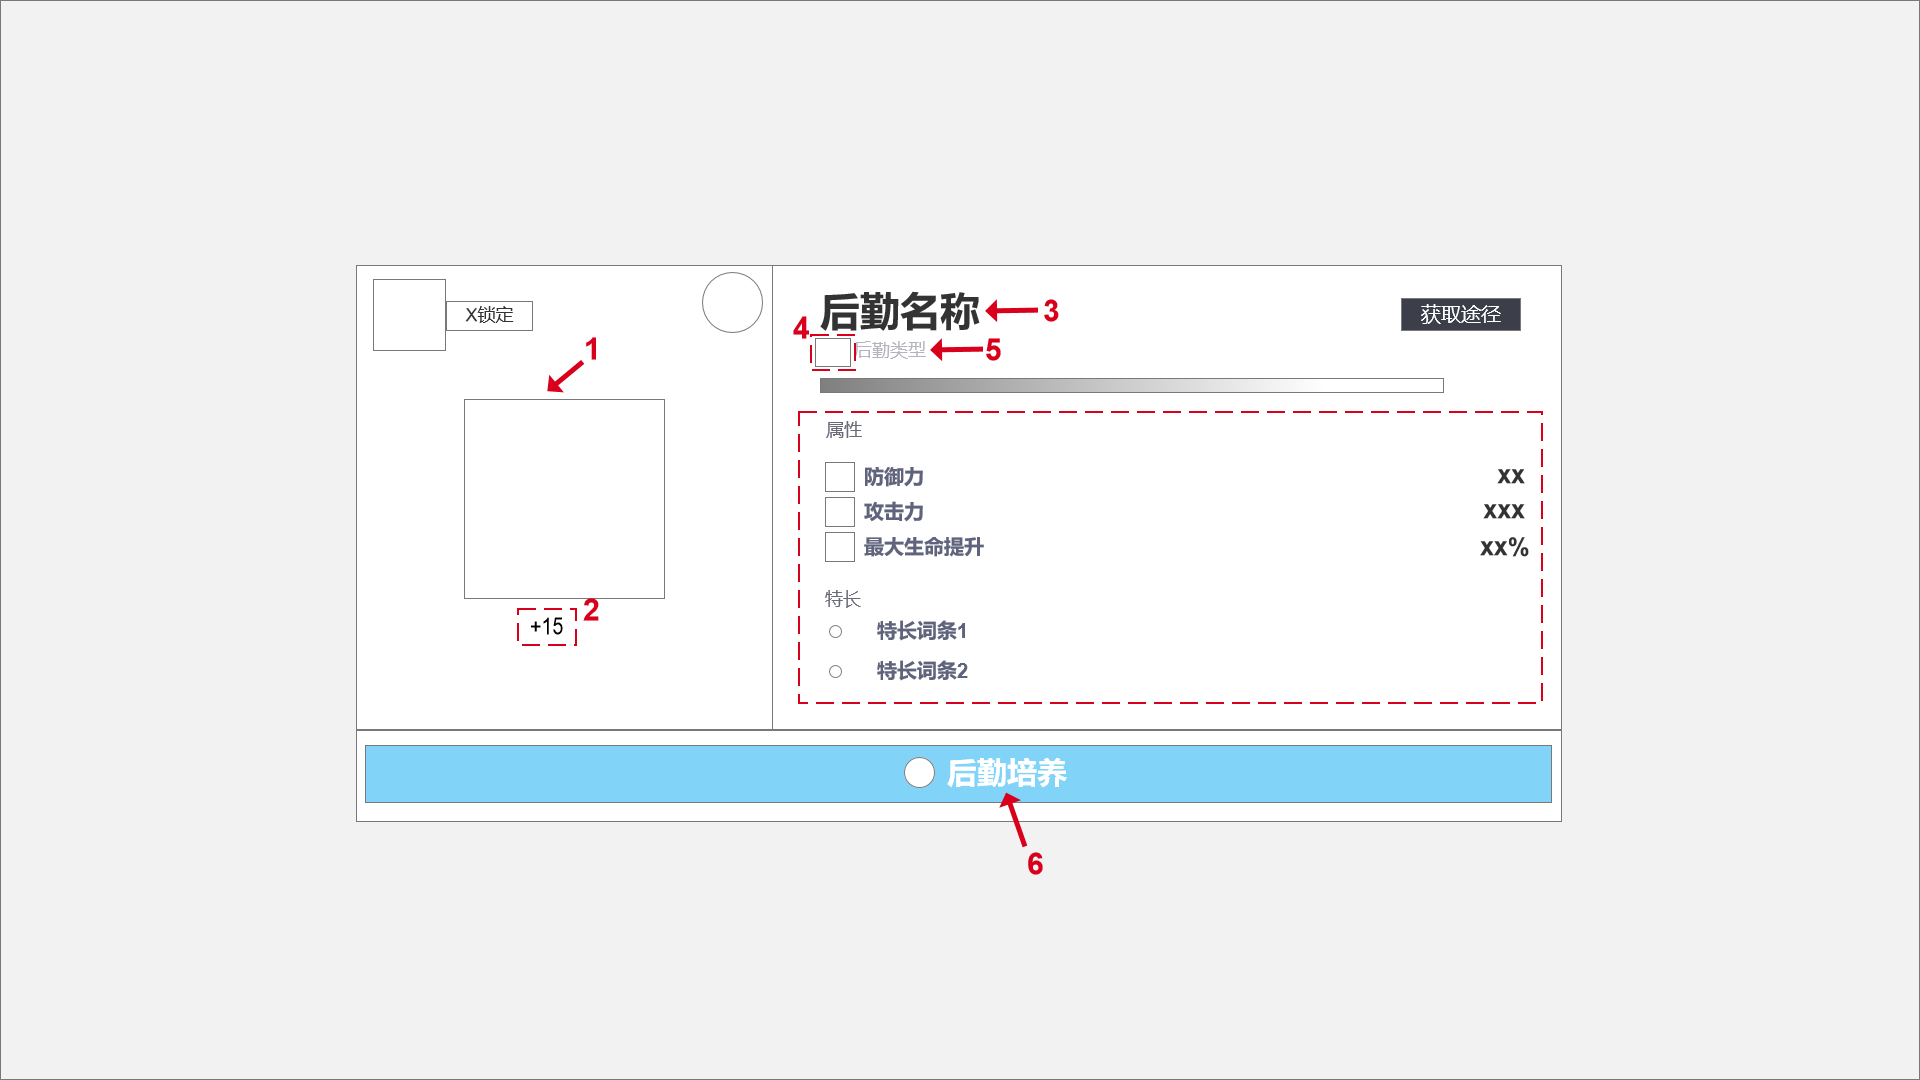 X锁定
1
+15
2
后勤名称
3
获取途径
4
后勤类型
5
属性
防御力 xx
攻击力 xxx
最大生命提升 xx%
特长
特长词条1
特长词条2
后勤培养
6